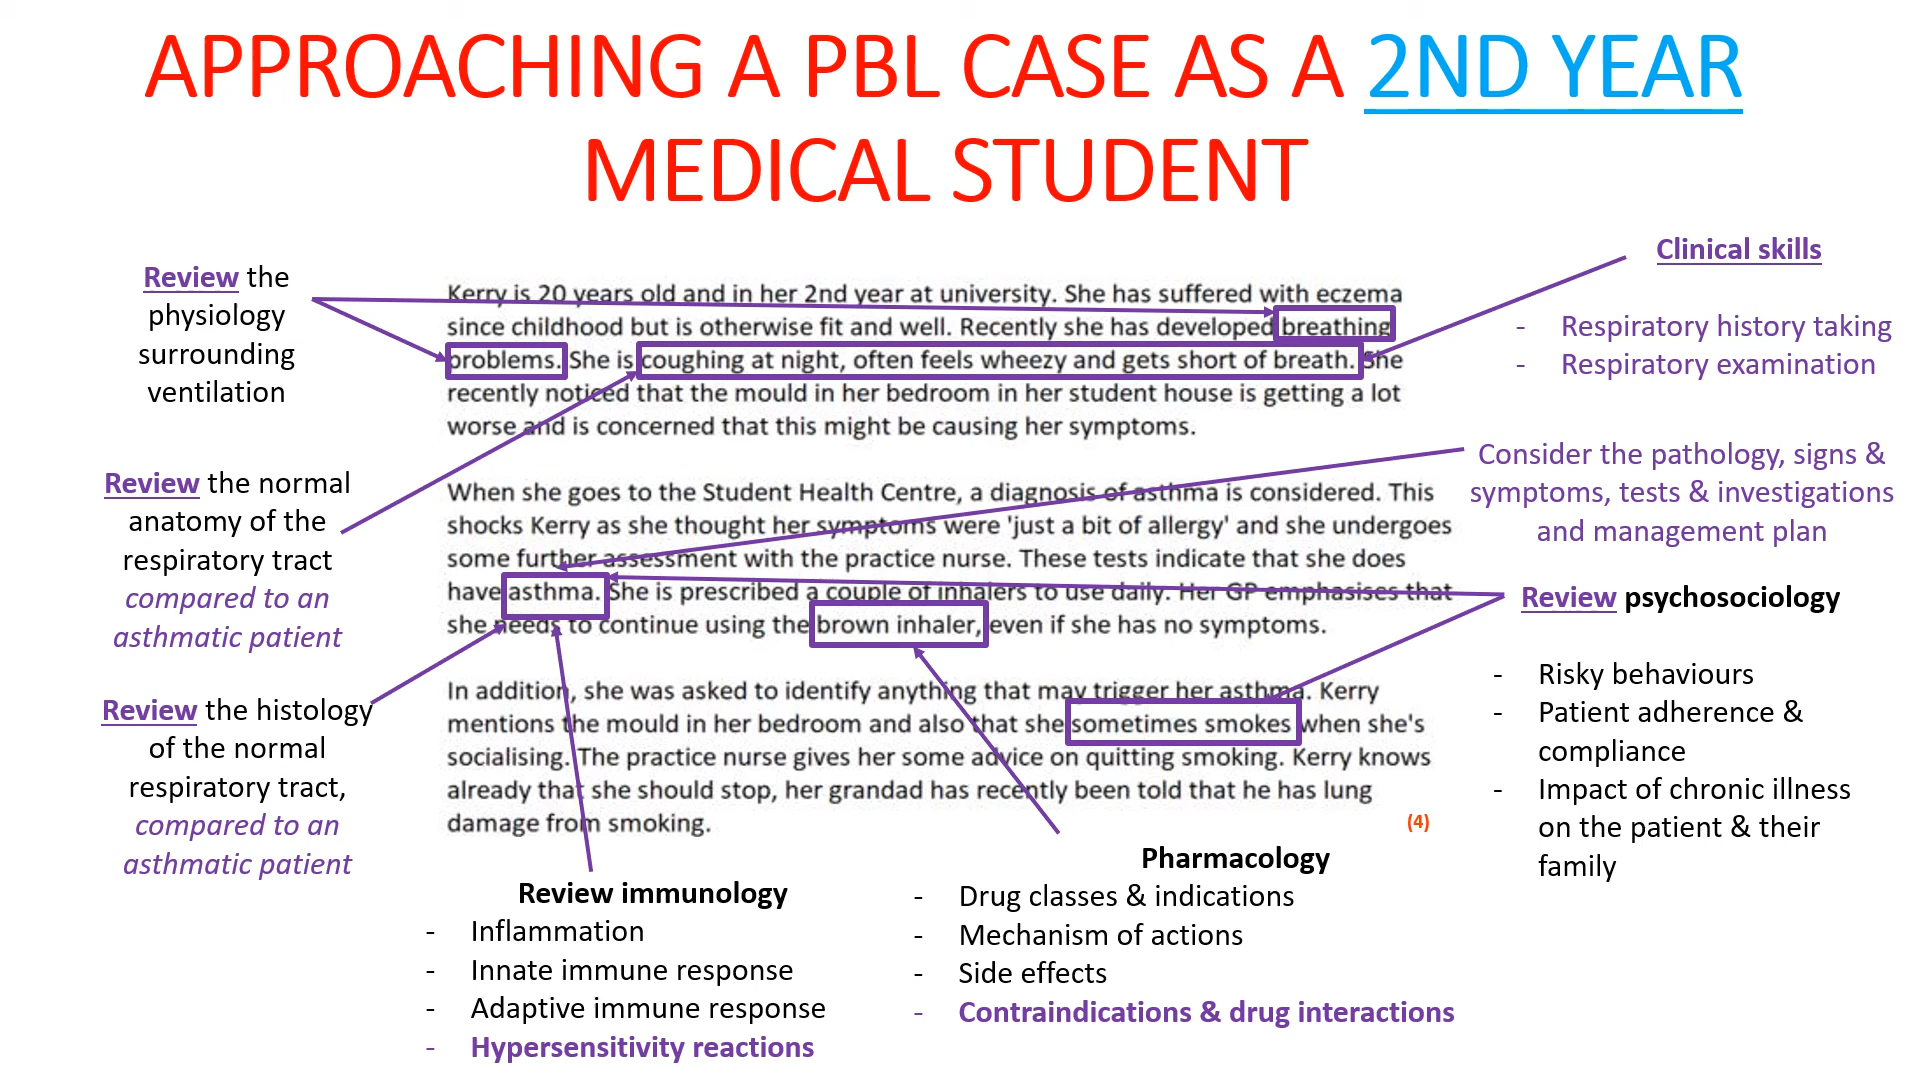 APPROACHING A PBL CASE AS A 2ND YEAR
MEDICAL STUDENT
Review the
physiology
surrounding
ventilation
Review the normal
anatomy of the
respiratory tract
compared to an
asthmatic patient
Review the histology
of the normal
respiratory tract,
compared to an
asthmatic patient
Kerry is 20 years old and in her 2nd year at university. She has suffered with eczema
since childhood but is otherwise fit and well. Recently she has developed breathing
problems. She is coughing at night, often feels wheezy and gets short of breath. She
recently noticed that the mould in her bedroom in her student house is getting a lot
worse and is concerned that this might be causing her symptoms.
When she goes to the Student Health Centre, a diagnosis of asthma is considered. This
shocks Kerry as she thought her symptoms were 'just a bit of allergy' and she undergoes
some further assessment with the practice nurse. These tests indicate that she does
have asthma. She is prescribed a couple of inhalers to use daily. Her GP emphasises that
she needs to continue using the brown inhaler, even if she has no symptoms.
In addition, she was asked to identify anything that may trigger her asthma. Kerry
mentions the mould in her bedroom and also that she sometimes smokes when she's
socialising. The practice nurse gives her some advice on quitting smoking. Kerry knows
already that she should stop, her grandad has recently been told that he has lung
damage from smoking.
(4)
Clinical skills
- Respiratory history taking
- Respiratory examination
Consider the pathology, signs &
symptoms, tests & investigations
and management plan
Review psychosociology
- Risky behaviours
- Patient adherence &
compliance
- Impact of chronic illness
on the patient & their
family
Review immunology
- Inflammation
- Innate immune response
- Adaptive immune response
- Hypersensitivity reactions
Pharmacology
- Drug classes & indications
- Mechanism of actions
- Side effects
- Contraindications & drug interactions